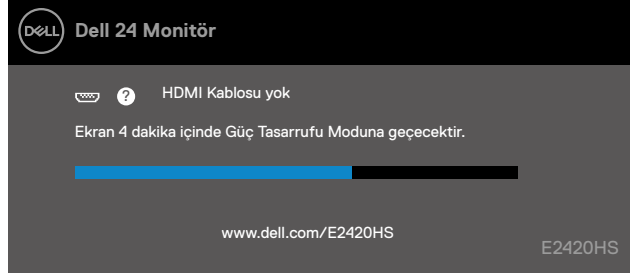 DELL Dell 24 Monitör
? HDMI Kablosu yok
Ekran 4 dakika içinde Güç Tasarrufu Moduna geçecektir.
www.dell.com/E2420HS
E2420HS